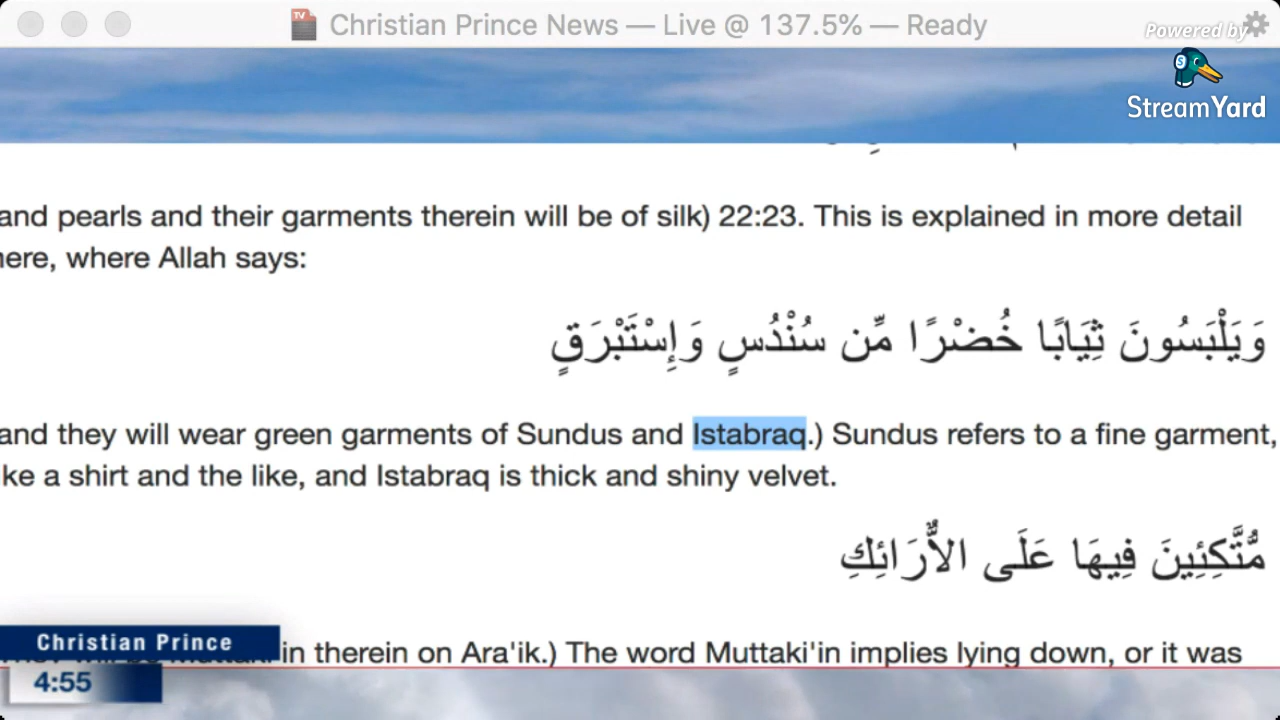 Christian Prince News — Live @ 137.5% — Ready
Powered by
StreamYard
and pearls and their garments therein will be of silk) 22:23. This is explained in more detail
here, where Allah says:
وَيَلْبَسُونَ ثِيَابًا خُضْرًا مِّن سُنْدُسٍ وَإِسْتَبْرَقٍ
and they will wear green garments of Sundus and Istabraq.) Sundus refers to a fine garment,
ke a shirt and the like, and Istabraq is thick and shiny velvet.
مُّتَّكِئِينَ فِيهَا عَلَى الاٌّرَائِكِ
in therein on Ara'ik.) The word Muttaki'in implies lying down, or it was
Christian Prince
4:55